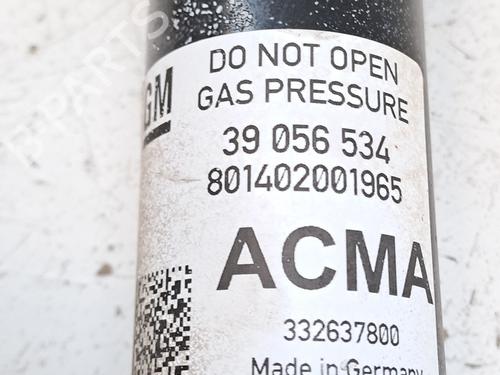 GM
DO NOT OPEN
GAS PRESSURE
39 056 534
801402001965
ACMA
332637800
Made in Germany